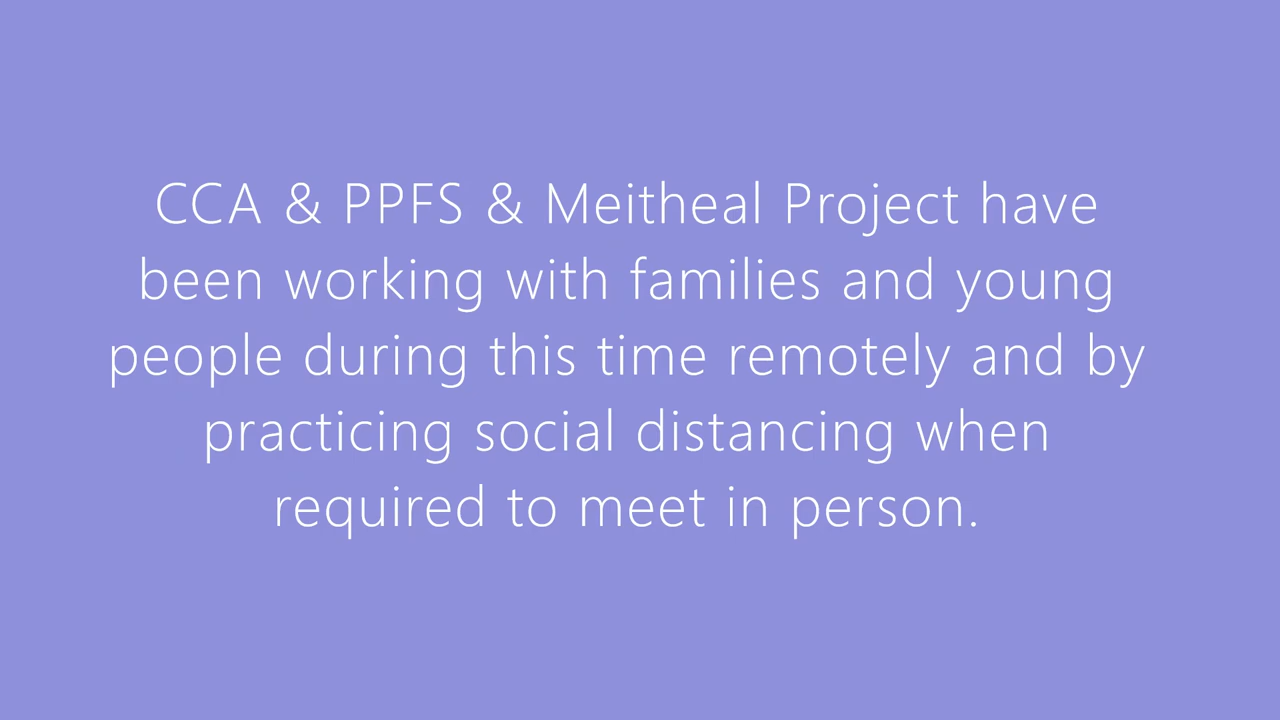 CCA & PPFS & Meitheal Project have
been working with families and young
people during this time remotely and by
practicing social distancing when
required to meet in person.